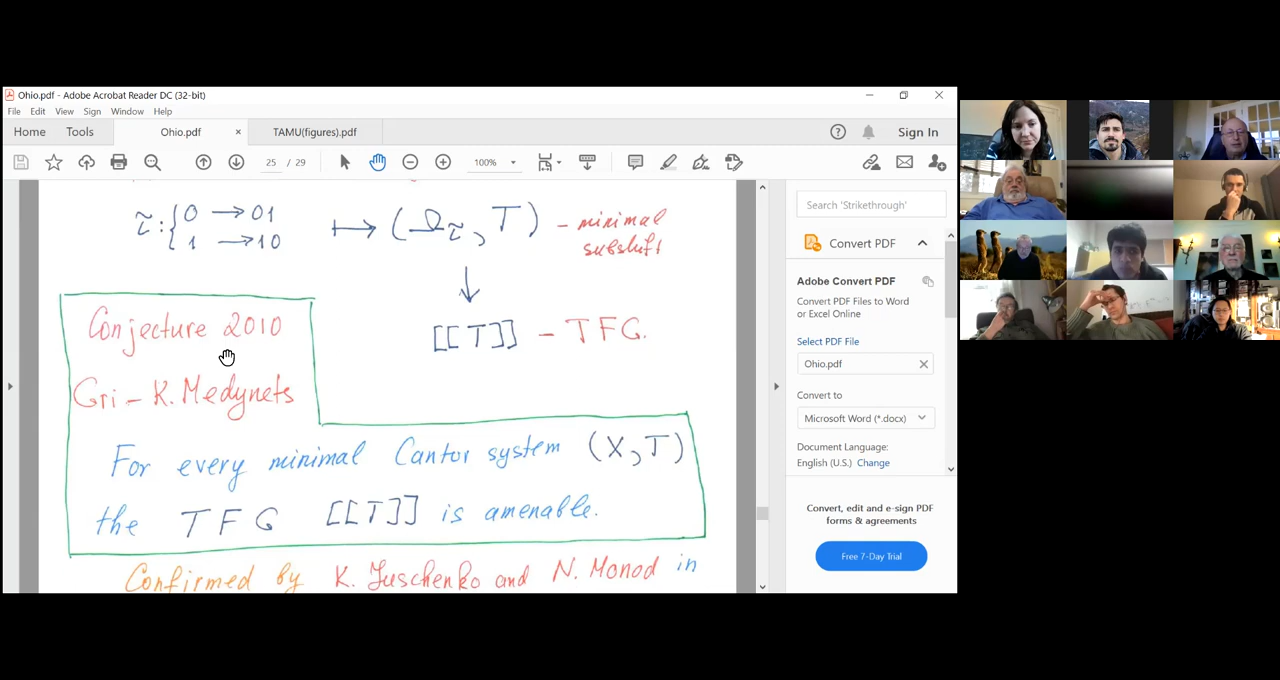 Ohio.pdf - Adobe Acrobat Reader DC (32-bit)
File Edit View Sign Window Help
Home Tools Ohio.pdf × TAMU(figures).pdf Sign In
25 / 29 100%
τ: { 0 → 01
1 → 10
↦ (Ω_τ, T) - minimal
subshift
↓
[[T]] - TFG.
Conjecture 2010
Gri - K. Medynets
For every minimal Cantor system (X, T)
the TFG [[T]] is amenable.
Confirmed by K. Juschenko and N. Monod in
Search 'Strikethrough'
Convert PDF
Adobe Convert PDF
Convert PDF Files to Word
or Excel Online
Select PDF File
Ohio.pdf
Convert to
Microsoft Word (*.docx)
Document Language:
English (U.S.) Change
Convert, edit and e-sign PDF
forms & agreements
Free 7-Day Trial